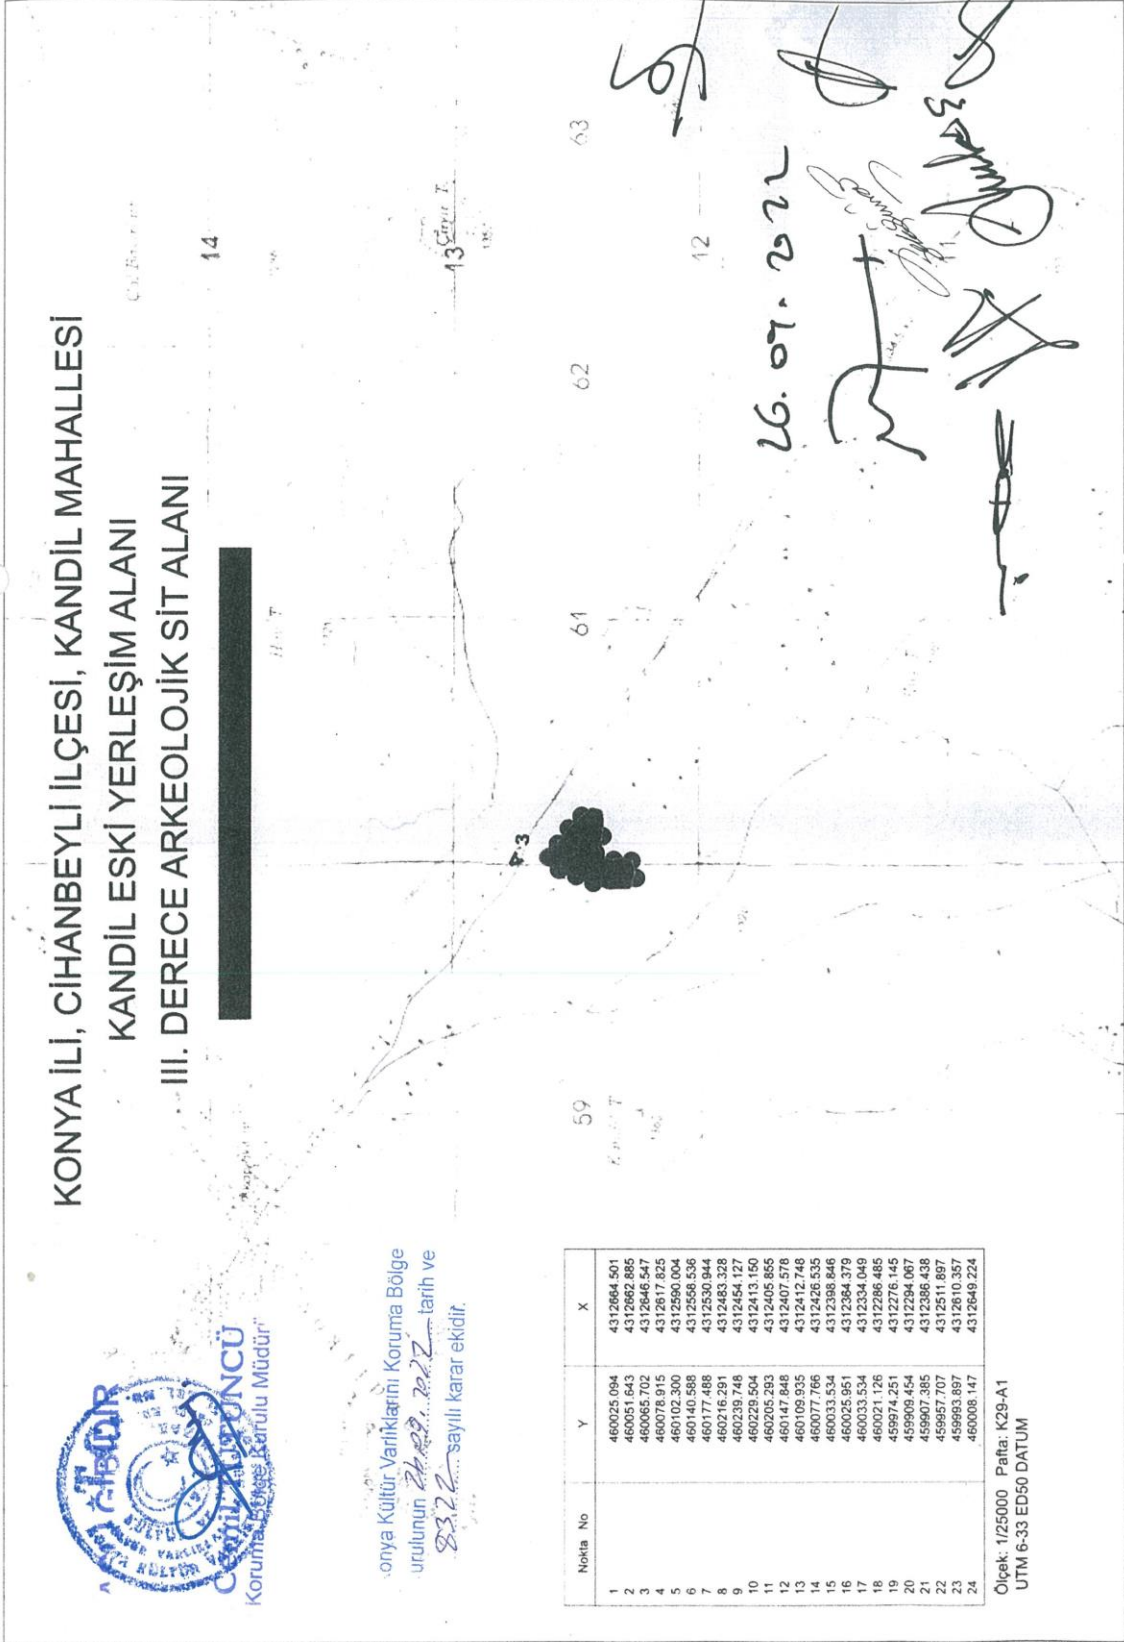 KONYA İLİ, CİHANBEYLİ İLÇESİ, KANDİL MAHALLESİ
KANDİL ESKİ YERLEŞİM ALANI
III. DERECE ARKEOLOJİK SİT ALANI
ASLI GİBİDİR
Cemil TÜTÜNCÜ
Koruma Bölge Kurulu Müdürü
onya Kültür Varlıklarını Koruma Bölge
urulunun 26.09.2022 tarih ve
8322 sayılı karar ekidir.
14
13
12
59
61
62
63
26.09.2022
Nokta No Y X
1 460025.094 4312664.501
2 460051.643 4312662.885
3 460065.702 4312646.547
4 460078.915 4312617.825
5 460102.300 4312590.004
6 460140.588 4312558.536
7 460177.488 4312530.944
8 460216.291 4312483.328
9 460239.748 4312454.127
10 460229.504 4312413.150
11 460205.293 4312405.855
12 460147.848 4312407.578
13 460109.935 4312412.748
14 460077.766 4312426.535
15 460033.534 4312398.846
16 460025.951 4312364.379
17 460033.534 4312334.049
18 460021.126 4312286.485
19 459974.251 4312276.145
20 459909.454 4312294.067
21 459907.385 4312386.438
22 459957.707 4312511.897
23 459993.897 4312610.357
24 460008.147 4312649.224
Ölçek: 1/25000 Pafta: K29-A1
UTM 6-33 ED50 DATUM